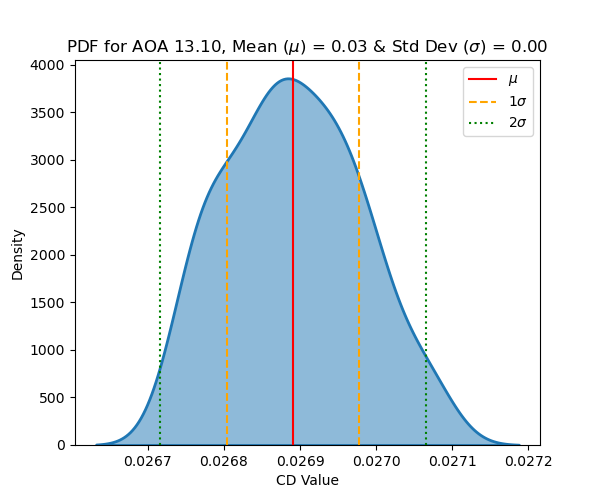 PDF for AOA 13.10, Mean (μ) = 0.03 & Std Dev (σ) = 0.00
4000
3500
3000
2500
2000
1500
1000
500
0
Density
μ
1σ
2σ
0.0267 0.0268 0.0269 0.0270 0.0271 0.0272
CD Value